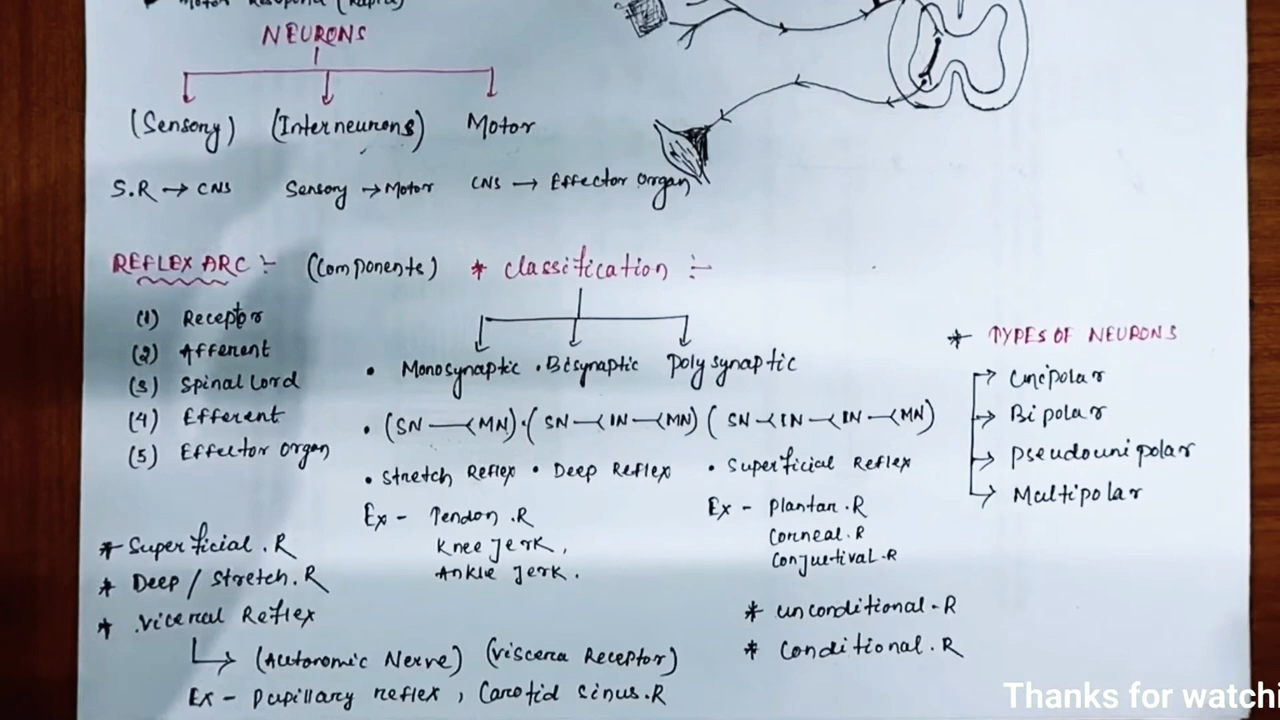 Motor Respond (Rapid)
NEURONS
(Sensory) (Interneurons) Motor
S.R → CNS Sensory → Motor CNS → Effector organ
REFLEX ARC :- (Components) * classification :-
(1) Receptor
(2) Afferent
(3) Spinal Cord
(4) Efferent
(5) Effector organ
• Monosynaptic • Bisynaptic Polysynaptic
• (SN —< MN) • (SN —< IN —< MN) (SN —< IN —< IN —< MN)
• Stretch Reflex • Deep Reflex • Superficial Reflex
Ex - Tendon .R
Knee Jerk,
Ankle Jerk.
Ex - Plantar .R
Corneal .R
Conjuctival .R
* TYPES OF NEURONS
→ Unipolar
→ Bipolar
→ Pseudounipolar
→ Multipolar
* Superficial .R
* Deep / Stretch .R
* Viceral Reflex
→ (Autonomic Nerve) (Viscera Receptor)
Ex - Pupillary reflex, Carotid sinus .R
* unconditional - R
* Conditional .R
Thanks for watchi